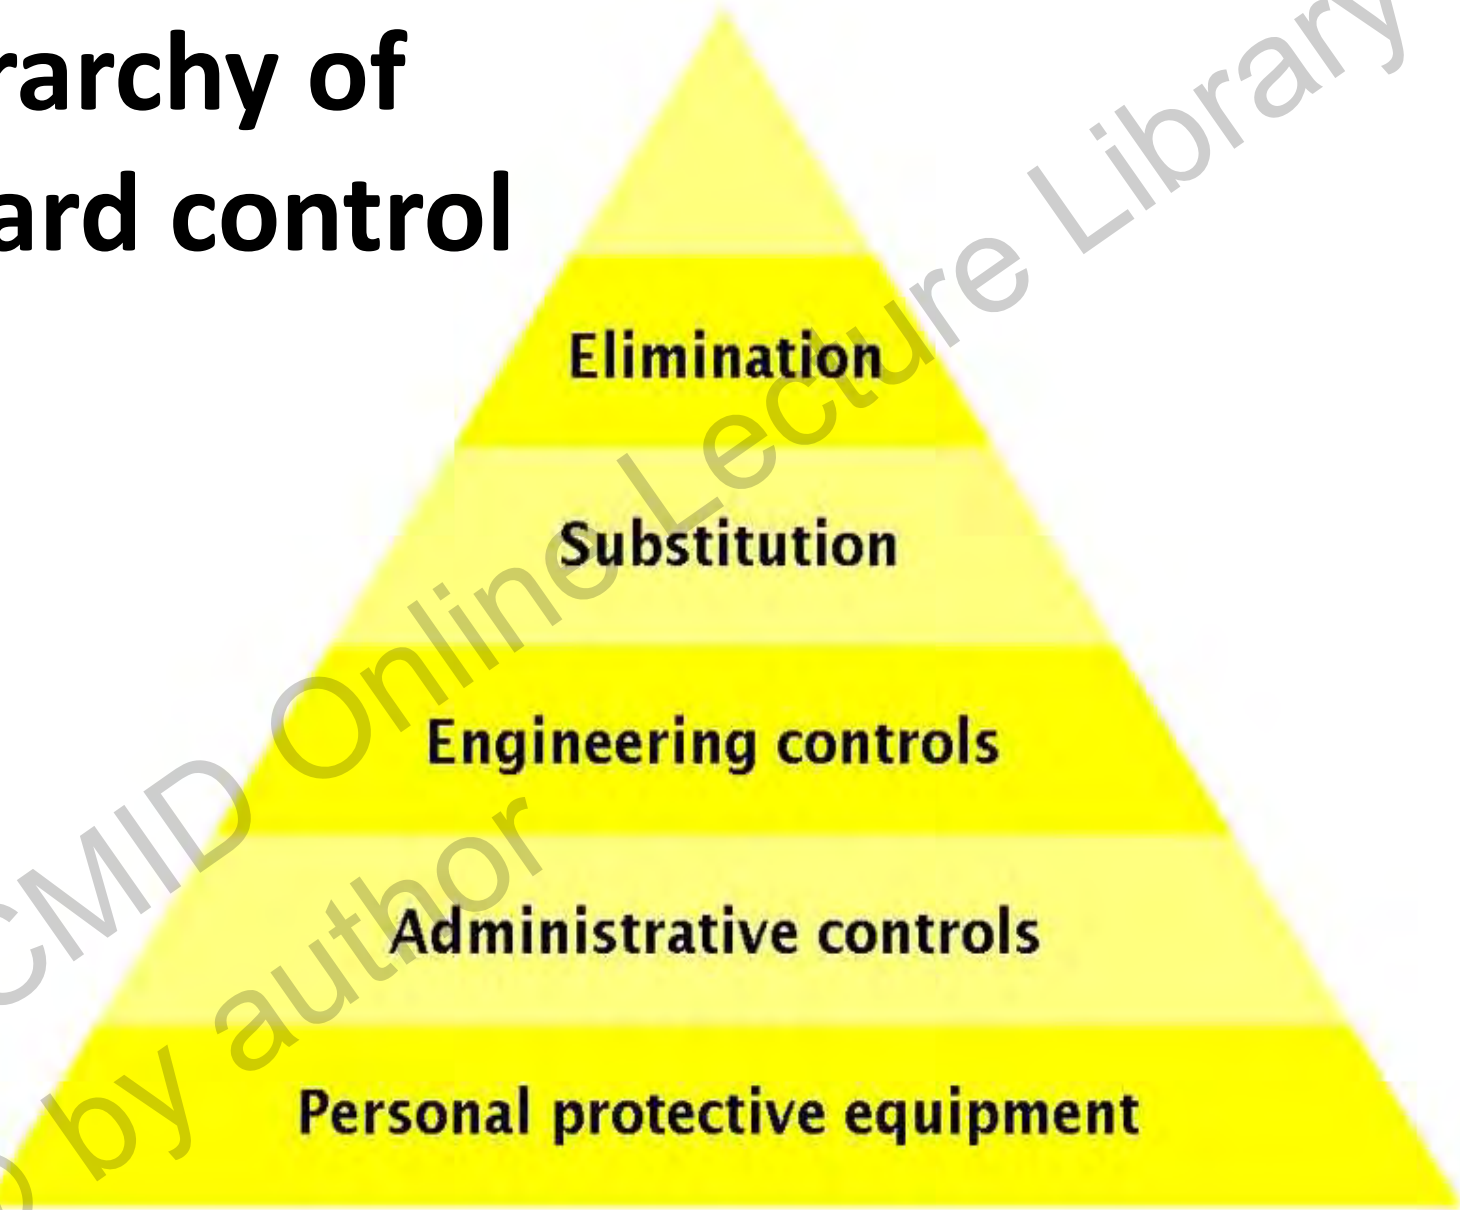 rarchy of
ard control
Elimination
Substitution
Engineering controls
Administrative controls
Personal protective equipment
CMID Online Lecture Library
by author